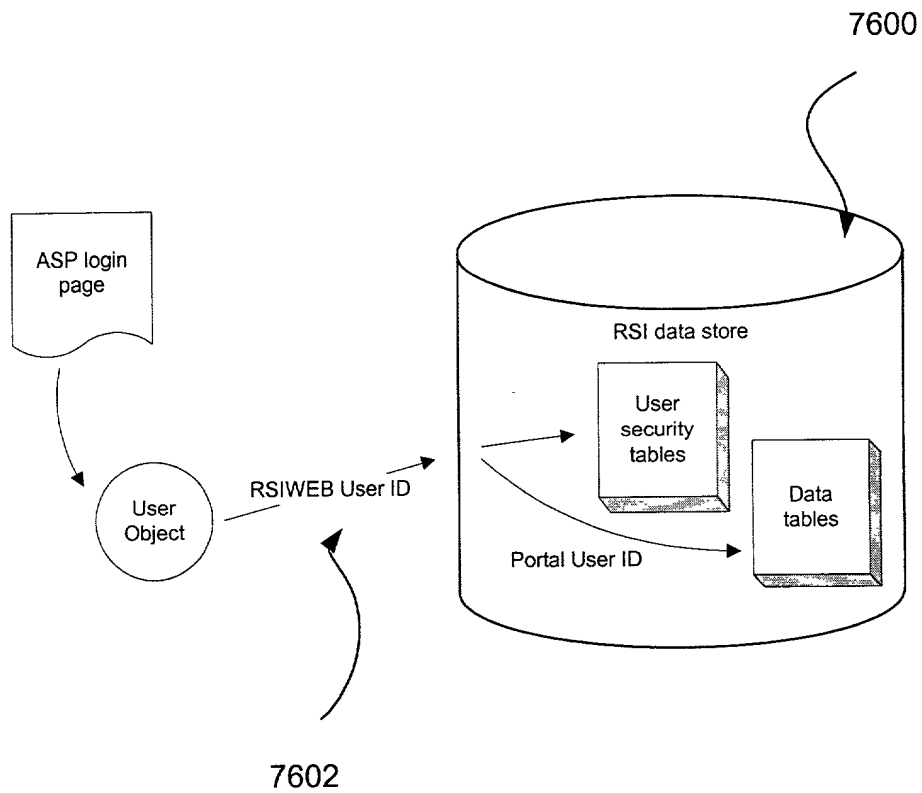 7600
ASP login
page
RSI data store
User
security
tables
RSIWEB User ID
User
Object
Data
tables
Portal User ID
7602